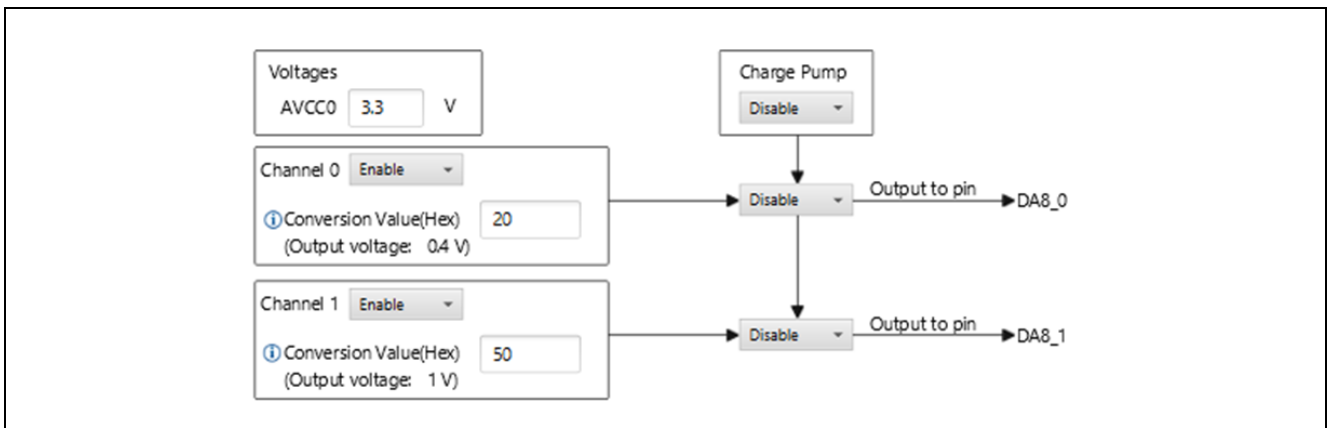 Voltages
AVCC0 3.3 V
Charge Pump
Disable
Channel 0 Enable
Conversion Value(Hex) 20
(Output voltage: 0.4 V)
Disable
Output to pin
DA8_0
Channel 1 Enable
Conversion Value(Hex) 50
(Output voltage: 1 V)
Disable
Output to pin
DA8_1